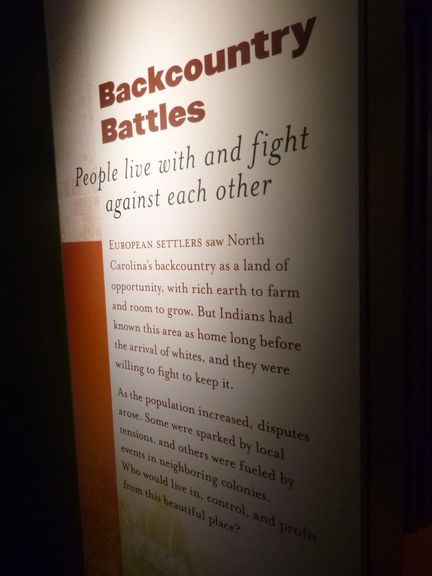 Backcountry
Battles
People live with and fight
against each other
EUROPEAN SETTLERS saw North
Carolina's backcountry as a land of
opportunity, with rich earth to farm
and room to grow. But Indians had
known this area as home long before
the arrival of whites, and they were
willing to fight to keep it.
As the population increased, disputes
arose. Some were sparked by local
tensions, and others were fueled by
events in neighboring colonies.
Who would live in, control, and profit
from this beautiful place?